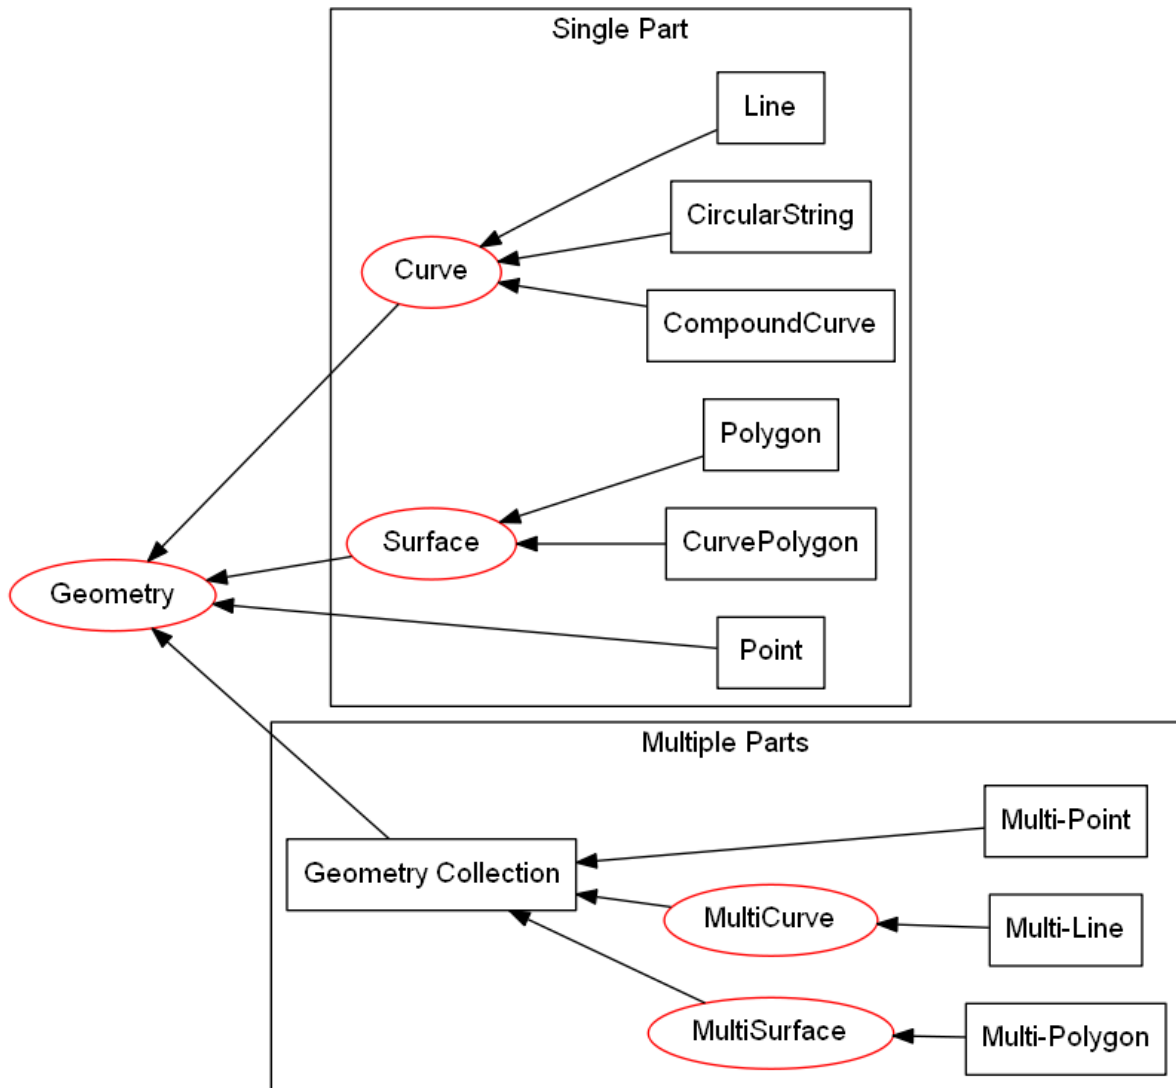 Single Part
Line
CircularString
Curve
CompoundCurve
Polygon
Surface
CurvePolygon
Geometry
Point
Multiple Parts
Multi-Point
Geometry Collection
MultiCurve
Multi-Line
MultiSurface
Multi-Polygon